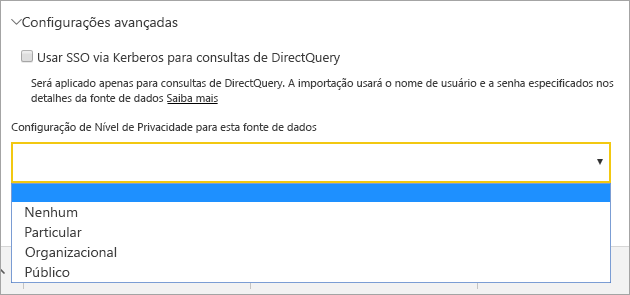 Configurações avançadas
Usar SSO via Kerberos para consultas de DirectQuery
Será aplicado apenas para consultas de DirectQuery. A importação usará o nome de usuário e a senha especificados nos
detalhes da fonte de dados Saiba mais
Configuração de Nível de Privacidade para esta fonte de dados
Nenhum
Particular
Organizacional
Público